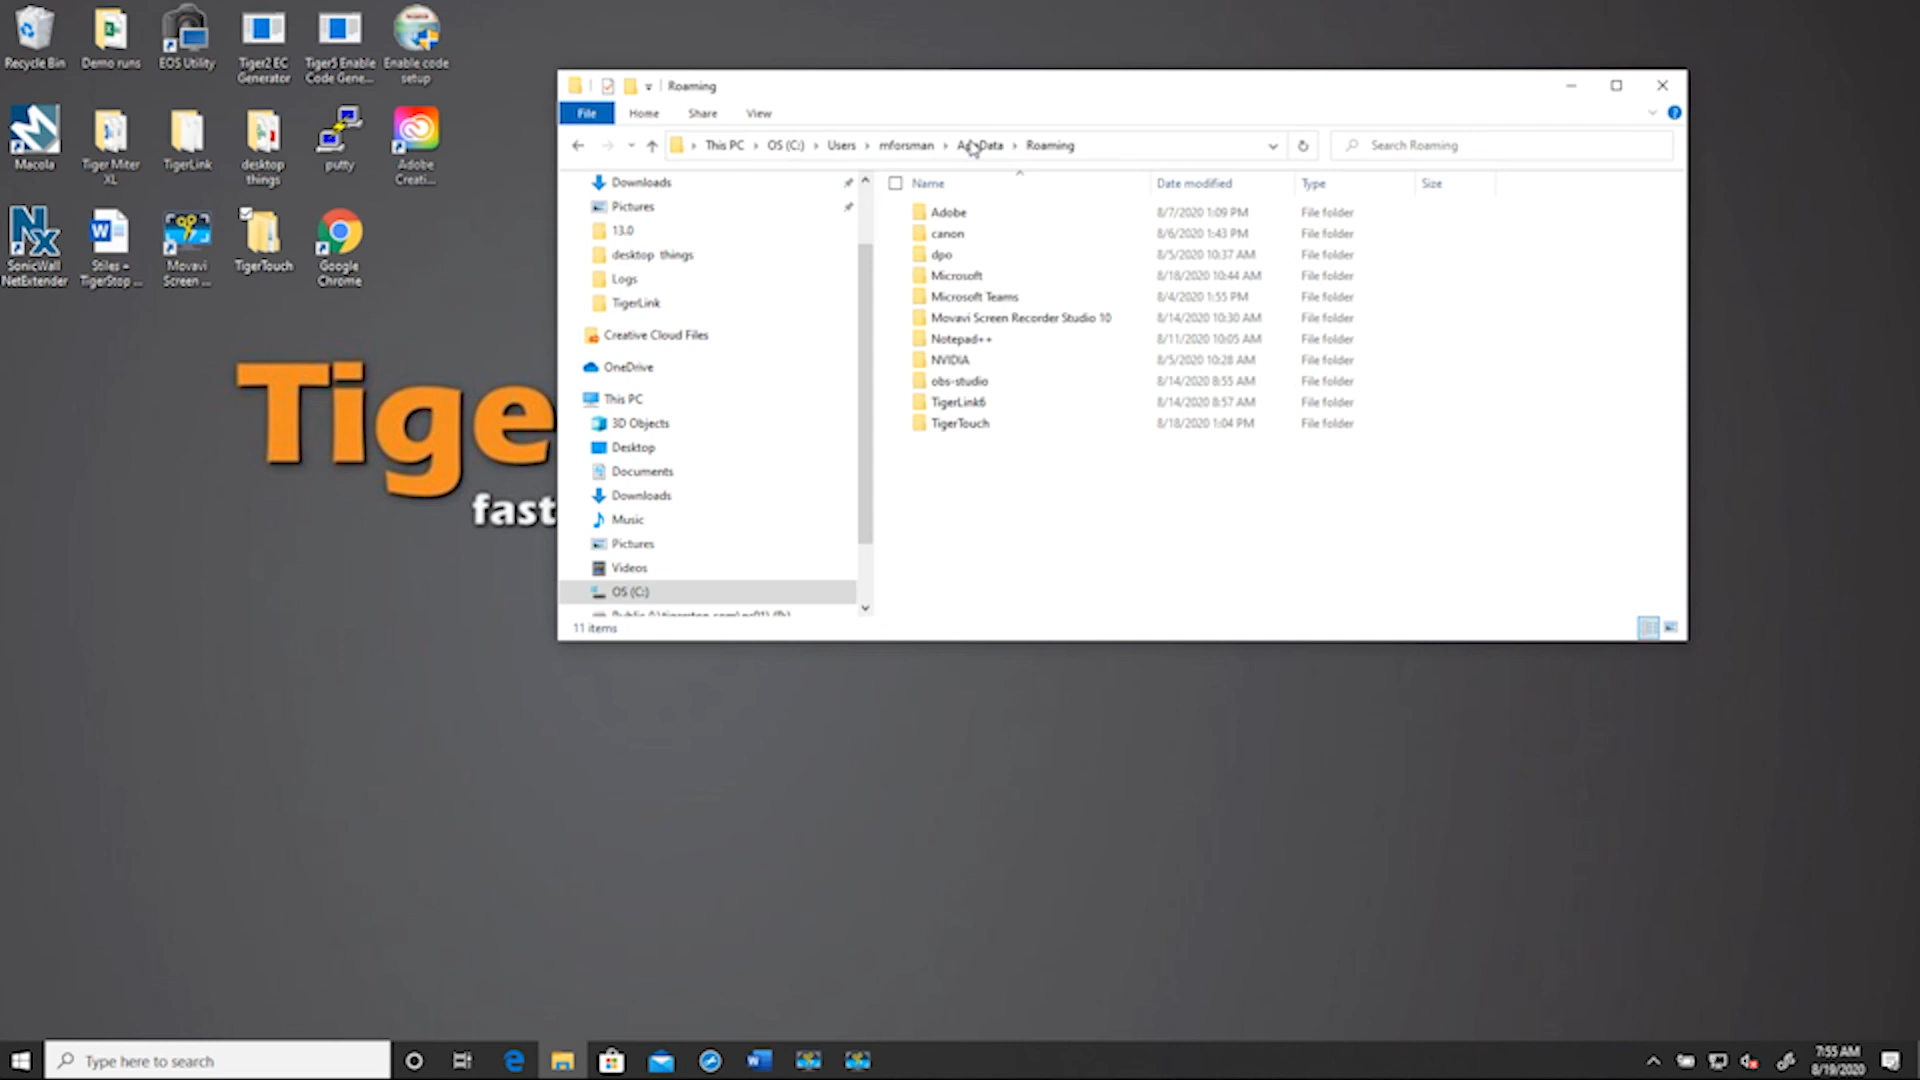 Recycle Bin
Demo runs
EOS Utility
Tiger2 EC
Generator
Tiger5 Enable
Code Gene...
Enable code
setup
Macola
Tiger Miter
XL
TigerLink
desktop
things
putty
Adobe
Creati...
SonicWall
NetExtender
Stiles -
TigerStop ...
Movavi
Screen ...
TigerTouch
Google
Chrome
Tige
fast
Roaming
File
Home
Share
View
This PC
OS (C:)
Users
mforsman
AppData
Roaming
Search Roaming
Downloads
Pictures
13.0
desktop things
Logs
TigerLink
Creative Cloud Files
OneDrive
This PC
3D Objects
Desktop
Documents
Downloads
Music
Pictures
Videos
OS (C:)
Name Date modified Type Size
Adobe 8/7/2020 1:09 PM File folder
canon 8/6/2020 1:43 PM File folder
dpo 8/5/2020 10:37 AM File folder
Microsoft 8/18/2020 10:44 AM File folder
Microsoft Teams 8/4/2020 1:55 PM File folder
Movavi Screen Recorder Studio 10 8/14/2020 10:30 AM File folder
Notepad++ 8/11/2020 10:05 AM File folder
NVIDIA 8/5/2020 10:28 AM File folder
obs-studio 8/14/2020 8:55 AM File folder
TigerLink6 8/14/2020 8:57 AM File folder
TigerTouch 8/18/2020 1:04 PM File folder
11 items
Type here to search
7:55 AM
8/19/2020